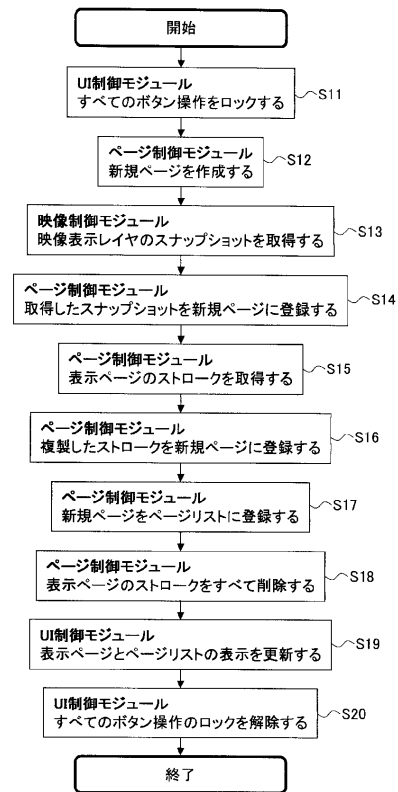 開始
UI制御モジュール
すべてのボタン操作をロックする
S11
ページ制御モジュール
新規ページを作成する
S12
映像制御モジュール
映像表示レイヤのスナップショットを取得する
S13
ページ制御モジュール
取得したスナップショットを新規ページに登録する
S14
ページ制御モジュール
表示ページのストロークを取得する
S15
ページ制御モジュール
複製したストロークを新規ページに登録する
S16
ページ制御モジュール
新規ページをページリストに登録する
S17
ページ制御モジュール
表示ページのストロークをすべて削除する
S18
UI制御モジュール
表示ページとページリストの表示を更新する
S19
UI制御モジュール
すべてのボタン操作のロックを解除する
S20
終了